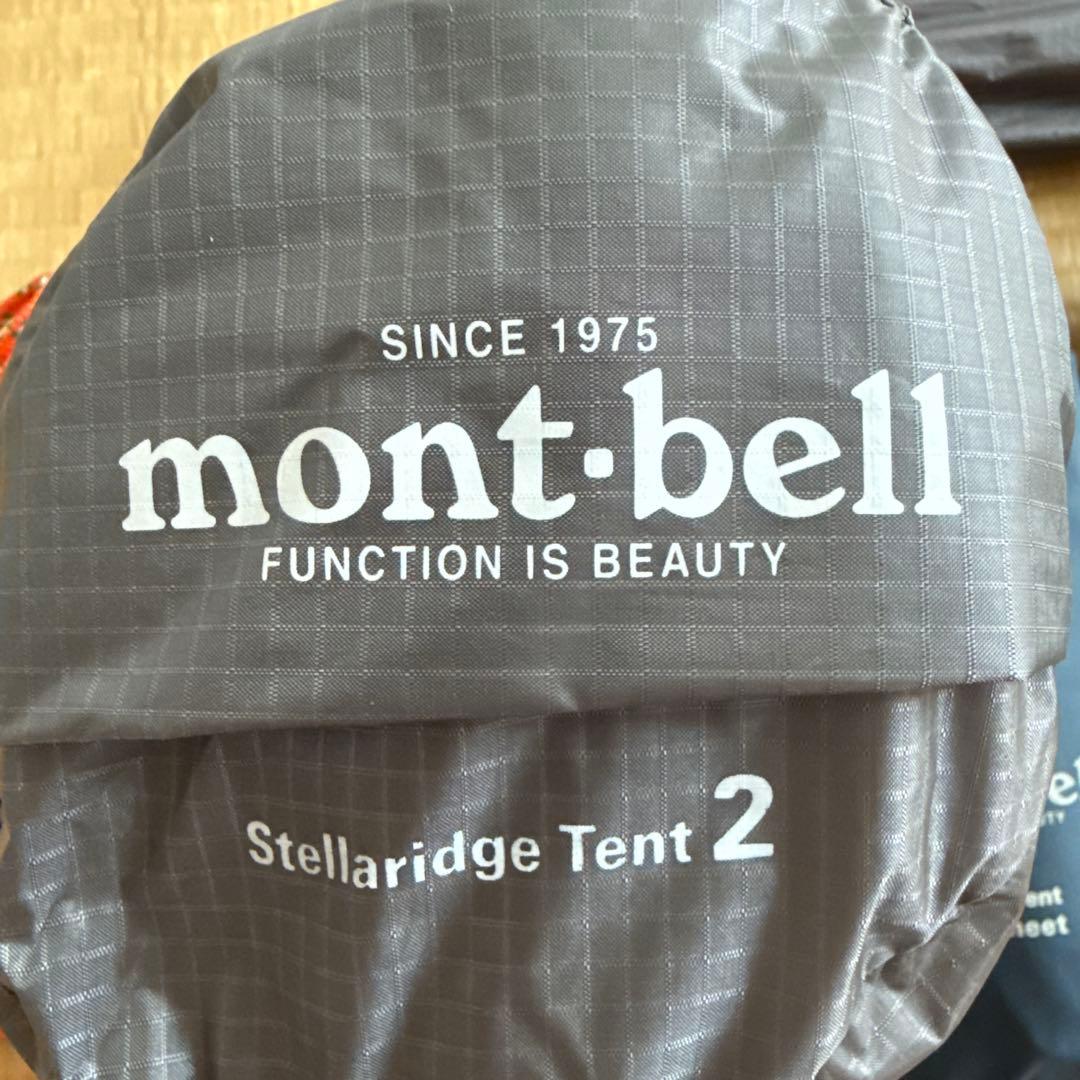 SINCE 1975
mont·bell
FUNCTION IS BEAUTY
Stellaridge Tent 2